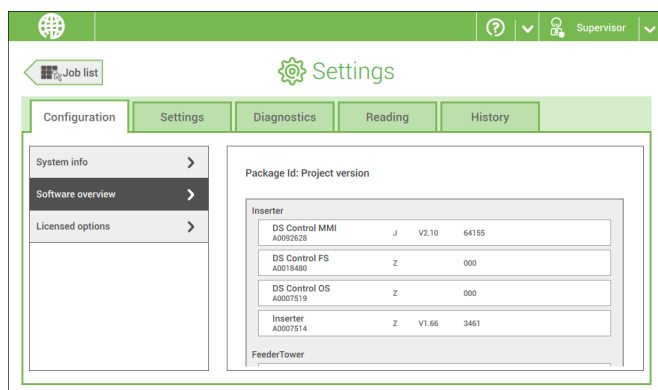 Supervisor
Job list
Settings
Configuration Settings Diagnostics Reading History
System info
Software overview
Licensed options
Package Id: Project version
Inserter
DS Control MMI J V2.10 64155
A0092628
DS Control FS Z 000
A0018480
DS Control OS Z 000
A0007519
Inserter Z V1.66 3461
A0007514
FeederTower